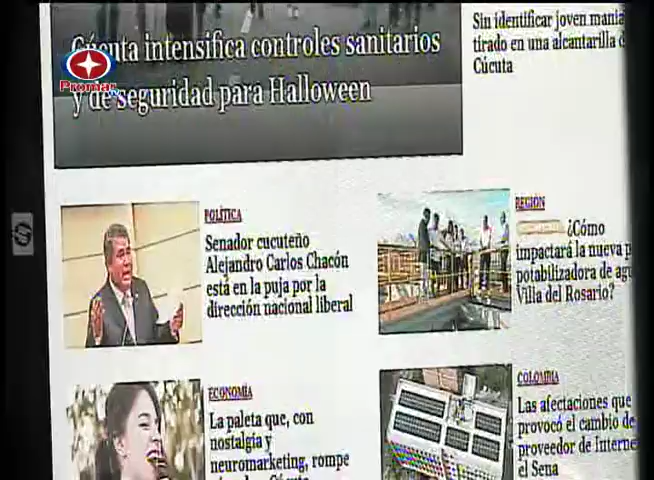 Cúcuta intensifica controles sanitarios
y de seguridad para Halloween
Promar
TV
Sin identificar joven
tirado en una alcantarilla
Cúcuta
hp
POLÍTICA
Senador cucuteño
Alejandro Carlos Chacón
está en la puja por la
dirección nacional liberal
REGIÓN
¿Cómo
impactará la nueva
potabilizadora de
Villa del Rosario?
ECONOMÍA
La paleta que, con
nostalgia y
neuromarketing, rompe
COLOMBIA
Las afectaciones que
provocó el cambio de
proveedor de
el Sena